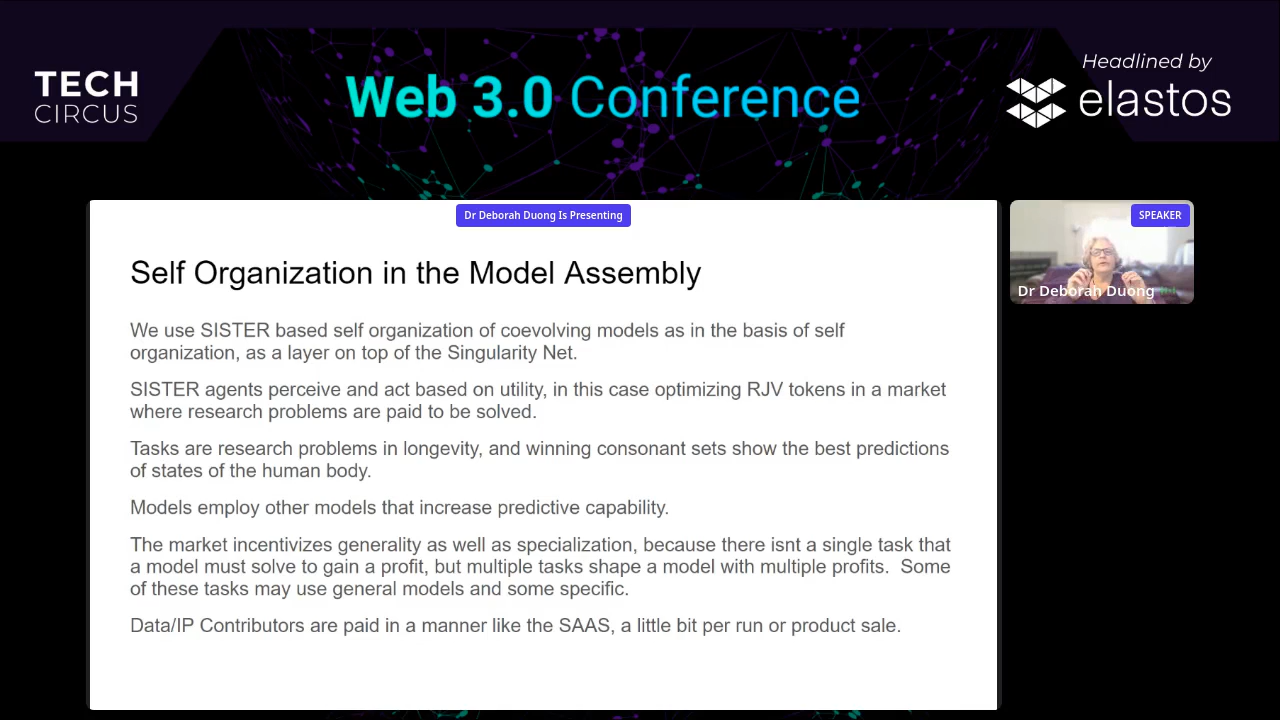 TECH
CIRCUS
Web 3.0 Conference
Headlined by
elastos
Dr Deborah Duong Is Presenting
SPEAKER
Dr Deborah Duong
Self Organization in the Model Assembly
We use SISTER based self organization of coevolving models as in the basis of self
organization, as a layer on top of the Singularity Net.
SISTER agents perceive and act based on utility, in this case optimizing RJV tokens in a market
where research problems are paid to be solved.
Tasks are research problems in longevity, and winning consonant sets show the best predictions
of states of the human body.
Models employ other models that increase predictive capability.
The market incentivizes generality as well as specialization, because there isnt a single task that
a model must solve to gain a profit, but multiple tasks shape a model with multiple profits.  Some
of these tasks may use general models and some specific.
Data/IP Contributors are paid in a manner like the SAAS, a little bit per run or product sale.